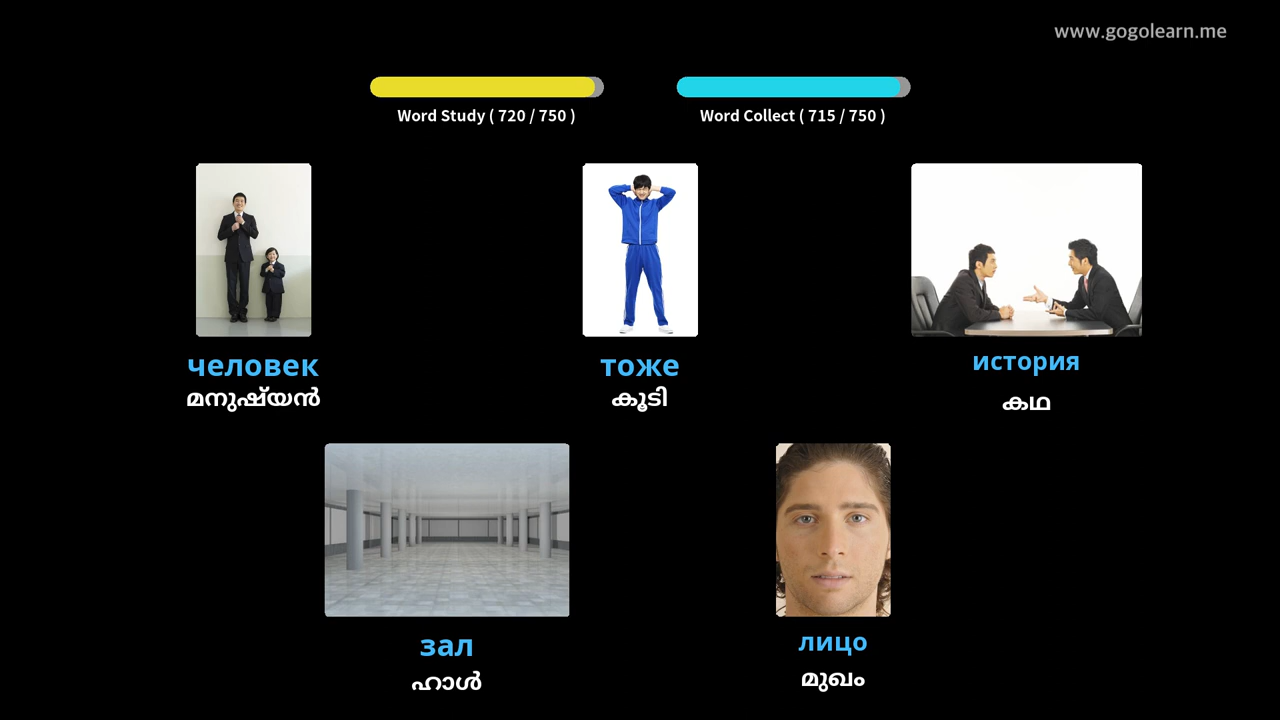 www.gogolearn.me
Word Study ( 720 / 750 )
Word Collect ( 715 / 750 )
человек
മനുഷ്യൻ
тоже
കൂടി
история
കഥ
зал
ഹാൾ
лицо
മുഖം